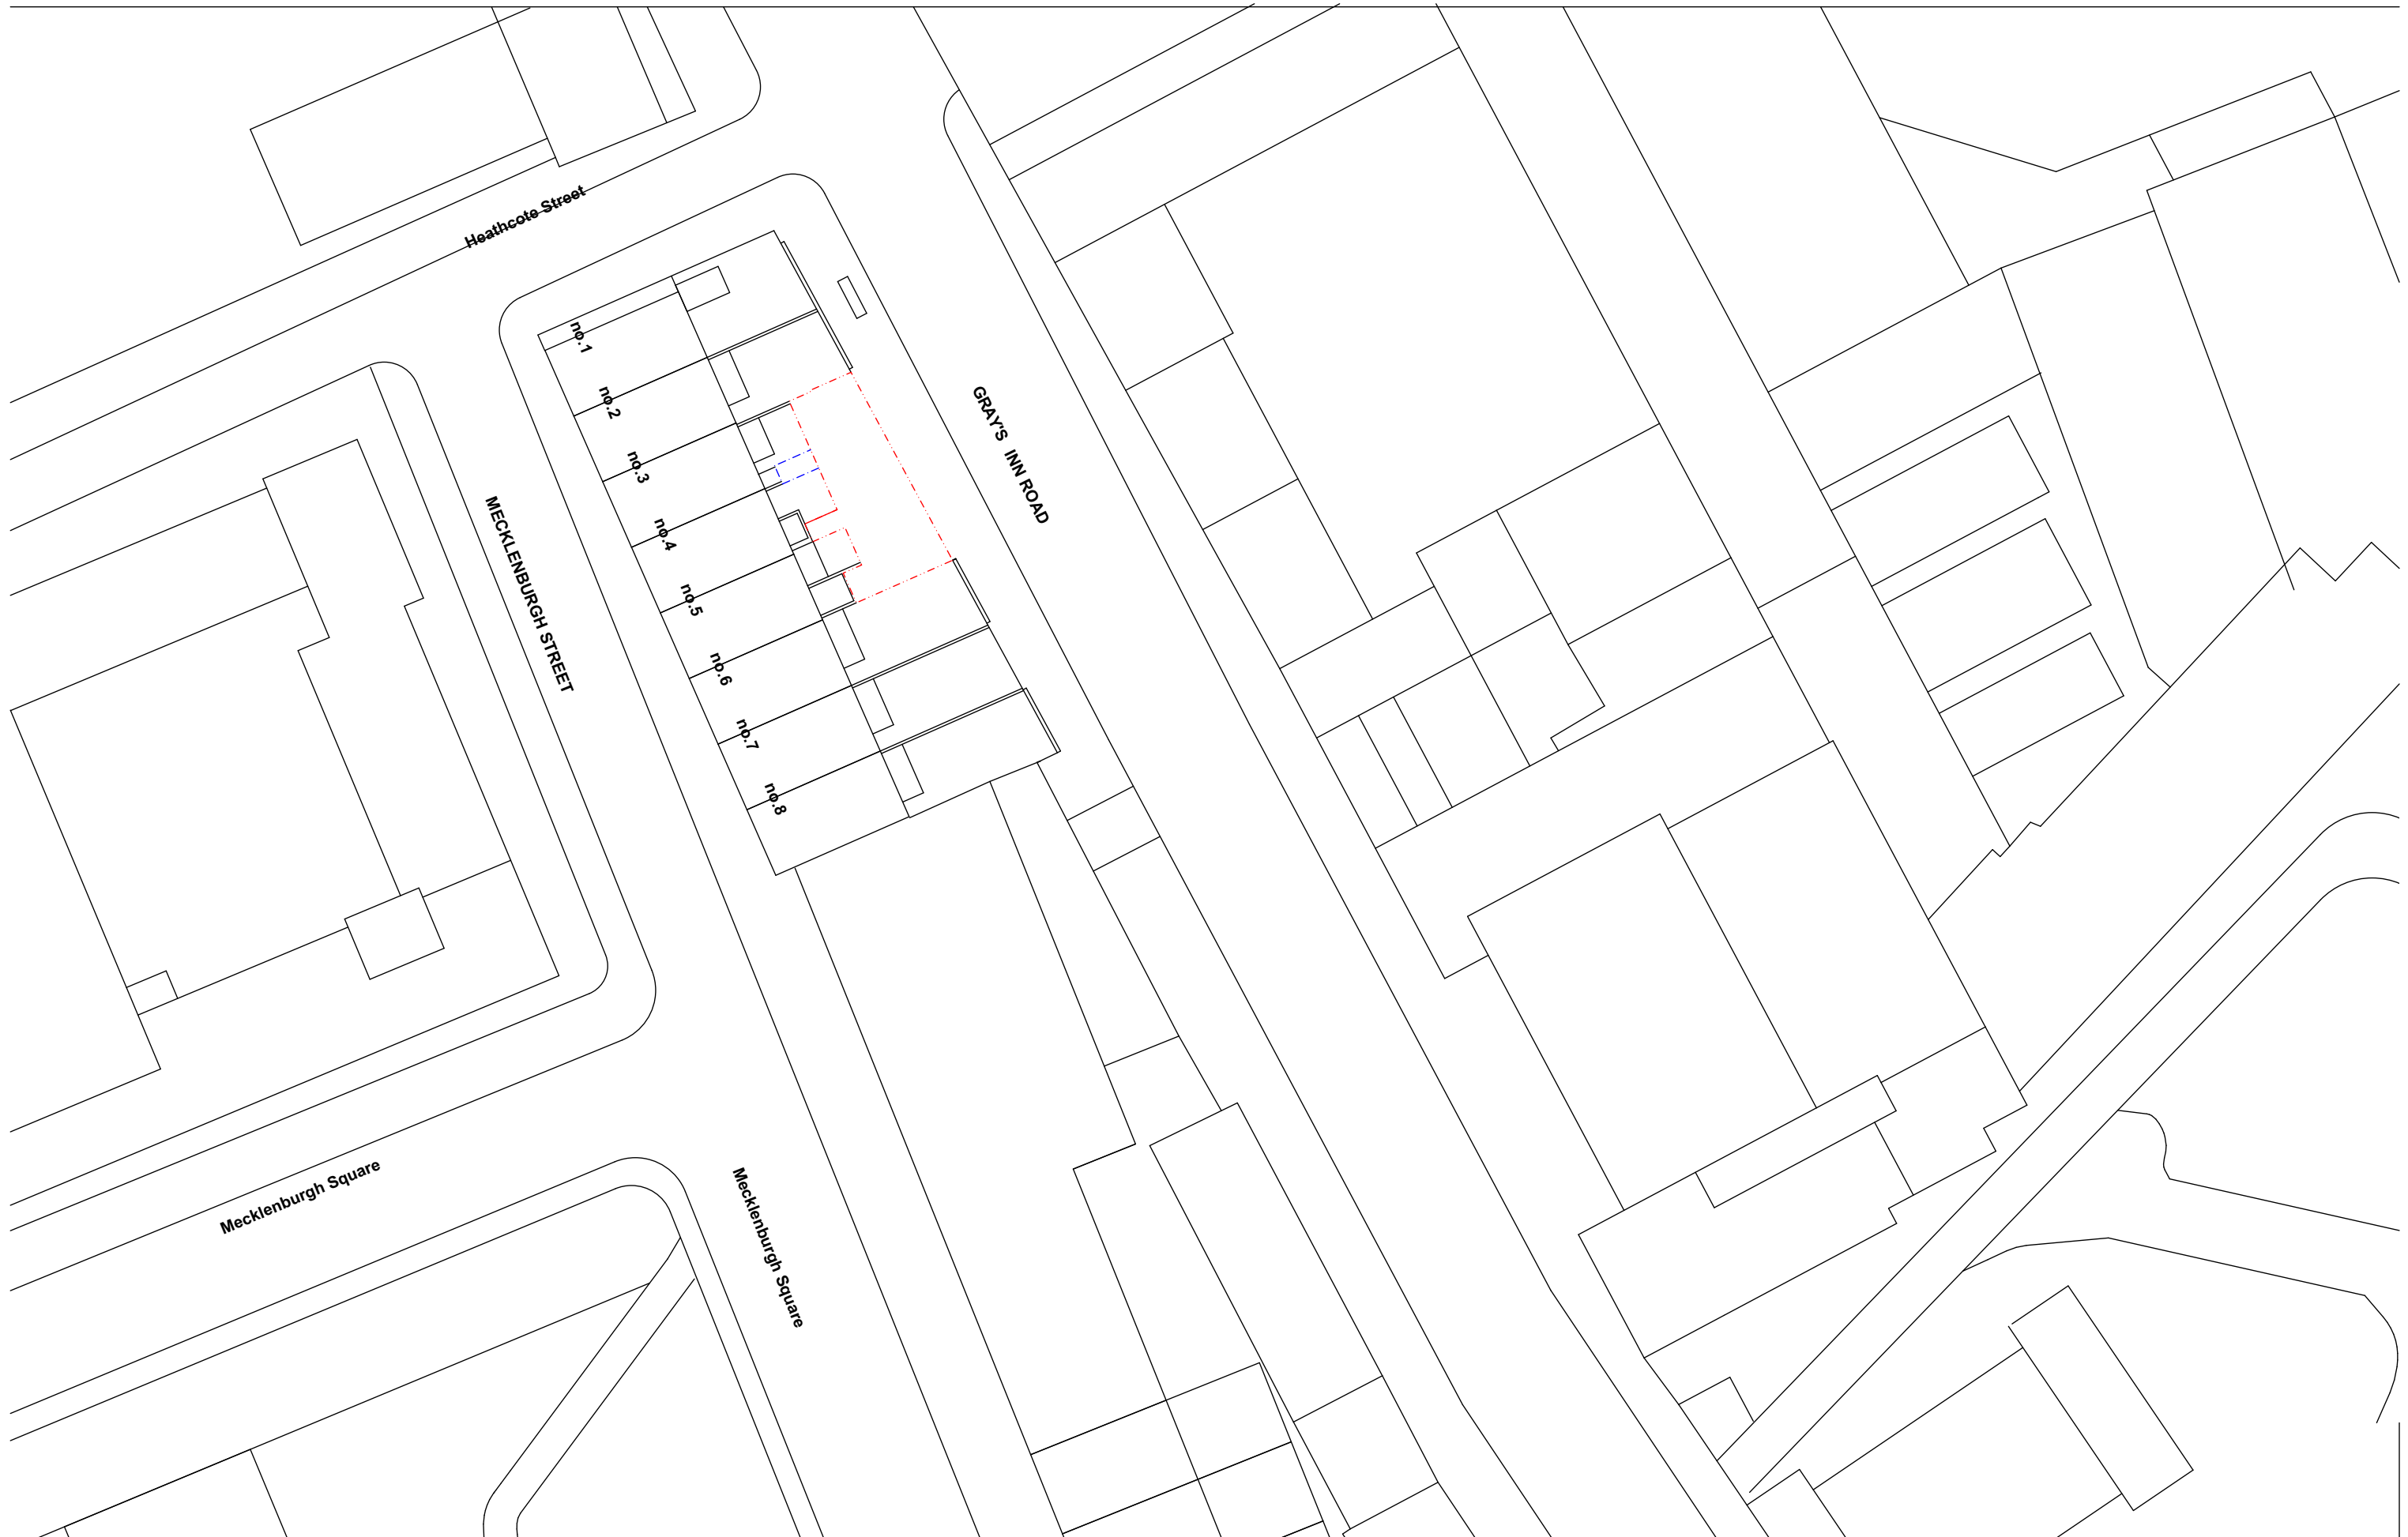 Heathcote Street
no.1
no.2
no.3
no.4
no.5
no.6
no.7
no.8
MECKLENBURGH STREET
GRAY'S INN ROAD
Mecklenburgh Square
Mecklenburgh Square